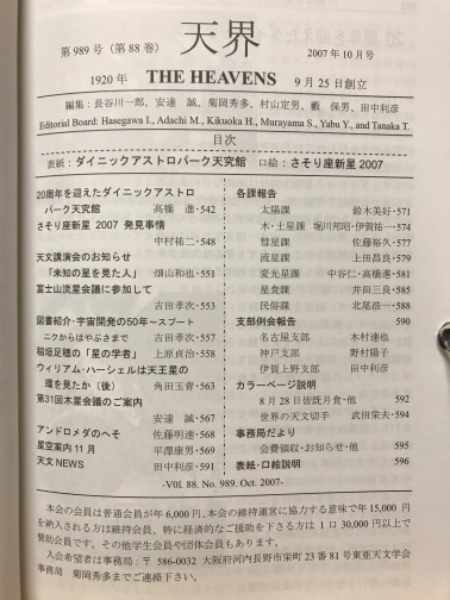 天界
第989号（第88巻）
2007年10月号
1920年 THE HEAVENS 9月25日創立
編集：長谷川一郎、安達 誠、菊岡秀多、村山定男、藪 保男、田中利彦
Editorial Board: Hasegawa I., Adachi M., Kikuoka H., Murayama S., Yabu Y., and Tanaka T.
目次
表紙：ダイニックアストロパーク天究館 口絵：さそり座新星2007
20周年を迎えたダイニックアストロ
パーク天究館 高橋 進・542
さそり座新星 2007 発見事情
中村祐二・548
天文講演会のお知らせ
「未知の星を見た人」 畑山和也・551
富士山流星会議に参加して
吉田孝次・553
図書紹介・宇宙開発の50年～スプート
ニクからはやぶさまで 吉田孝次・557
稲垣足穂の「星の学者」 上原貞治・558
ウィリアム・ハーシェルは天王星の
環を見たか（後） 角田玉青・563
第31回木星会議のご案内
安達 誠・567
アンドロメダのへそ 佐藤明達・568
星空案内11月 平澤康男・569
天文NEWS 田中利彦・591
各課報告
太陽課 鈴木美好・571
木・土星課 堀川邦昭・伊賀祐一・574
彗星課 佐藤裕久・577
流星課 上田昌良・579
変光星課 中谷仁・高橋進・581
星食課 井田三良・585
民俗課 北尾浩一・588
支部例会報告 590
名古屋支部 木村達也
神戸支部 野村陽子
伊賀上野支部 田中利彦
カラーページ説明
8月28日皆既月食・他 592
世界の天文切手 武田栄夫・594
事務局だより
会費領収・お知らせ・他 595
表紙・口絵説明 596
-V0l. 88. No. 989. Oct. 2007-
本会の会員は普通会員が年6,000円、本会の維持運営に協力する意味で年15,000円
を納入される方は維持会員、特に経済的なご援助を下さる方は1口30,000円以上で
賛助会員です。その他学生会員や団体会員もあります。
入会希望者は事務局：〒 586-0032 大阪府河内長野市栄町23番81号東亜天文学会
事務局 菊岡秀多までご連絡下さい。